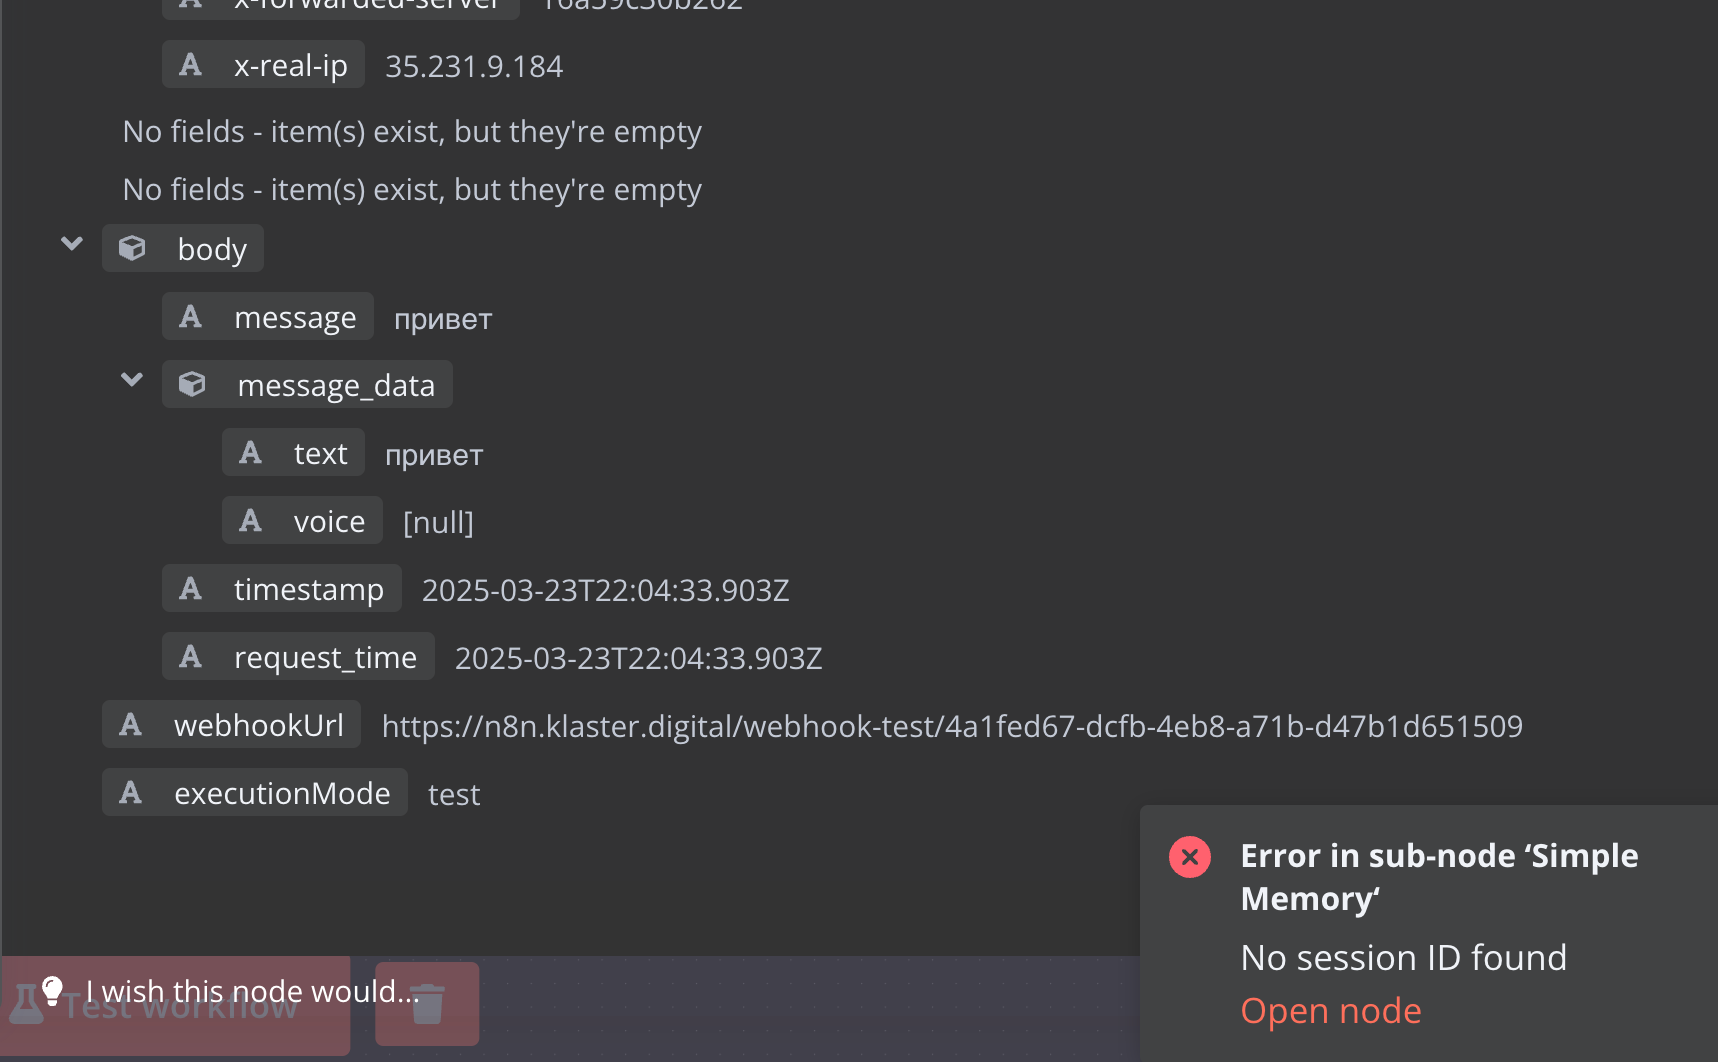 x-forwarded-server
x-real-ip 35.231.9.184
No fields - item(s) exist, but they're empty
No fields - item(s) exist, but they're empty
body
message привет
message_data
text привет
voice [null]
timestamp 2025-03-23T22:04:33.903Z
request_time 2025-03-23T22:04:33.903Z
webhookUrl https://n8n.klaster.digital/webhook-test/4a1fed67-dcfb-4eb8-a71b-d47b1d651509
executionMode test
Error in sub-node ‘Simple
Memory‘
No session ID found
Open node
I wish this node would...
Test workflow